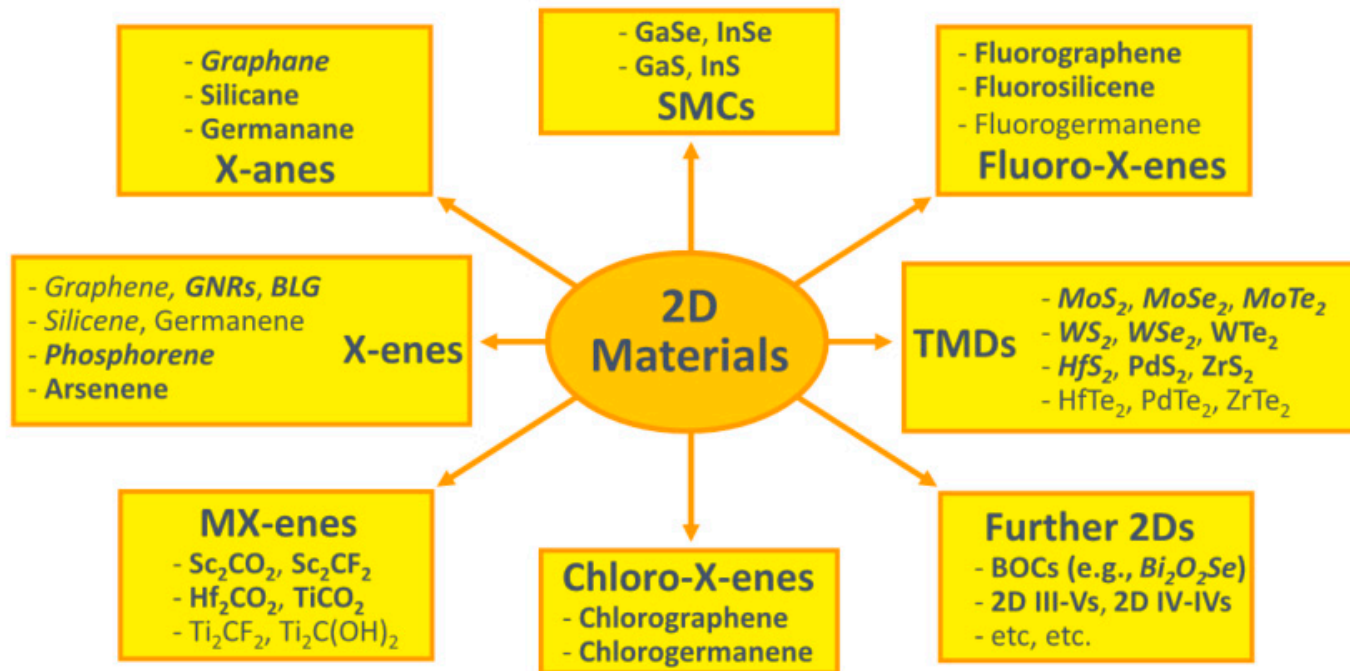 - Graphane
- Silicane
- Germanane
X-anes
- GaSe, InSe
- GaS, InS
SMCs
- Fluorographene
- Fluorosilicene
- Fluorogermanene
Fluoro-X-enes
- Graphene, GNRs, BLG
- Silicene, Germanene
- Phosphorene
- Arsenene
X-enes
2D
Materials
TMDs
- MoS₂, MoSe₂, MoTe₂
- WS₂, WSe₂, WTe₂
- HfS₂, PdS₂, ZrS₂
- HfTe₂, PdTe₂, ZrTe₂
MX-enes
- Sc₂CO₂, Sc₂CF₂
- Hf₂CO₂, TiCO₂
- Ti₂CF₂, Ti₂C(OH)₂
Chloro-X-enes
- Chlorographene
- Chlorogermanene
Further 2Ds
- BOCs (e.g., Bi₂O₂Se)
- 2D III-Vs, 2D IV-IVs
- etc, etc.